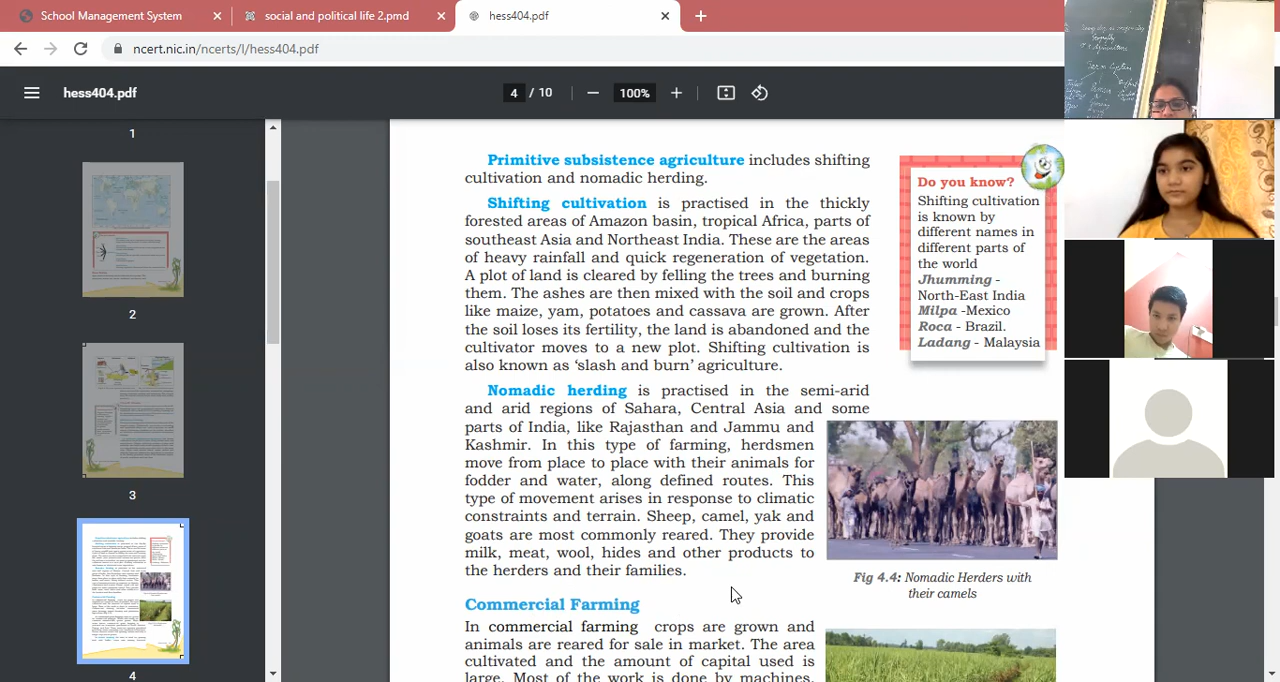 School Management System
social and political life 2.pmd
hess404.pdf
ncert.nic.in/ncerts/l/hess404.pdf
hess404.pdf
4 / 10
100%
1
2
3
4
Primitive subsistence agriculture includes shifting
cultivation and nomadic herding.
Shifting cultivation is practised in the thickly
forested areas of Amazon basin, tropical Africa, parts of
southeast Asia and Northeast India. These are the areas
of heavy rainfall and quick regeneration of vegetation.
A plot of land is cleared by felling the trees and burning
them. The ashes are then mixed with the soil and crops
like maize, yam, potatoes and cassava are grown. After
the soil loses its fertility, the land is abandoned and the
cultivator moves to a new plot. Shifting cultivation is
also known as ‘slash and burn’ agriculture.
Nomadic herding is practised in the semi-arid
and arid regions of Sahara, Central Asia and some
parts of India, like Rajasthan and Jammu and
Kashmir. In this type of farming, herdsmen
move from place to place with their animals for
fodder and water, along defined routes. This
type of movement arises in response to climatic
constraints and terrain. Sheep, camel, yak and
goats are most commonly reared. They provide
milk, meat, wool, hides and other products to
the herders and their families.
Commercial Farming
In commercial farming crops are grown
animals are reared for sale in market. The area
cultivated and the amount of capital used is
large. Most of the work is done by machines.
Do you know?
Shifting cultivation
is known by
different names in
different parts of
the world
Jhumming -
North-East India
Milpa -Mexico
Roca - Brazil.
Ladang - Malaysia
Fig 4.4: Nomadic Herders with
their camels